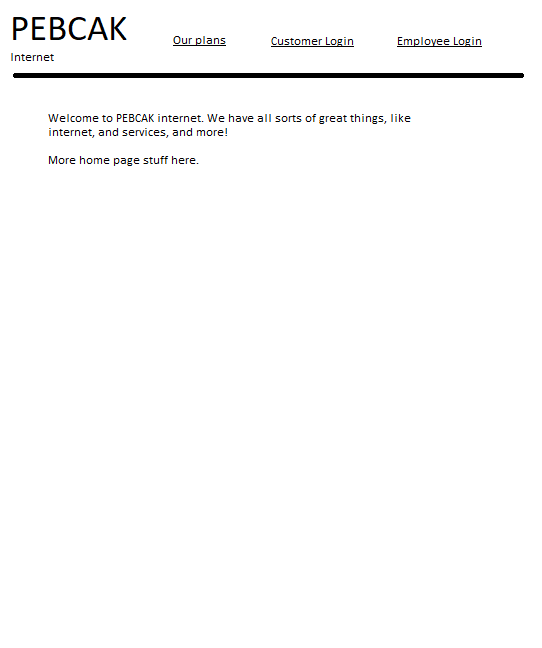 PEBCAK
Internet
Our plans
Customer Login
Employee Login
Welcome to PEBCAK internet. We have all sorts of great things, like
internet, and services, and more!
More home page stuff here.